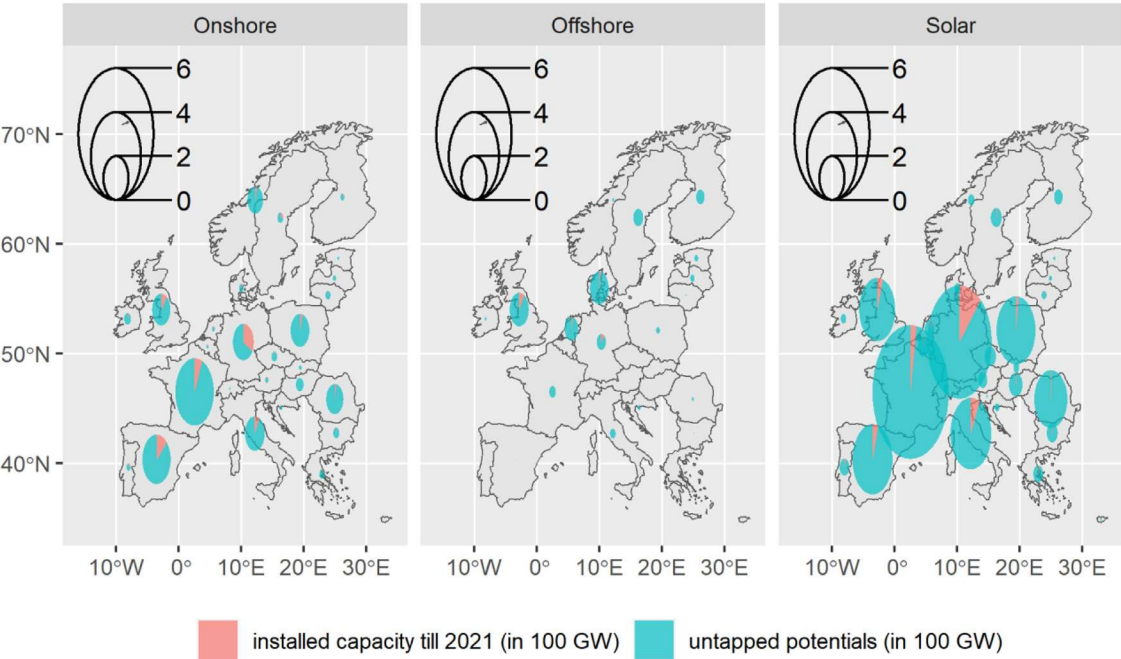 Onshore Offshore Solar
6 6 6
4 4 4
2 2 2
0 0 0
70°N
60°N
50°N
40°N
10°W 0° 10°E 20°E 30°E 10°W 0° 10°E 20°E 30°E 10°W 0° 10°E 20°E 30°E
installed capacity till 2021 (in 100 GW) untapped potentials (in 100 GW)